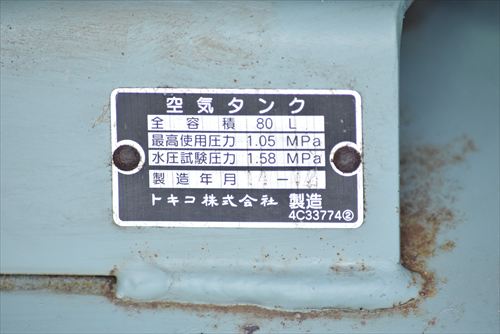 空気タンク
全容積 80 L
最高使用圧力 1.05 MPa
水圧試験圧力 1.58 MPa
製造年月 -
トキコ株式会社 製造
4C33774②